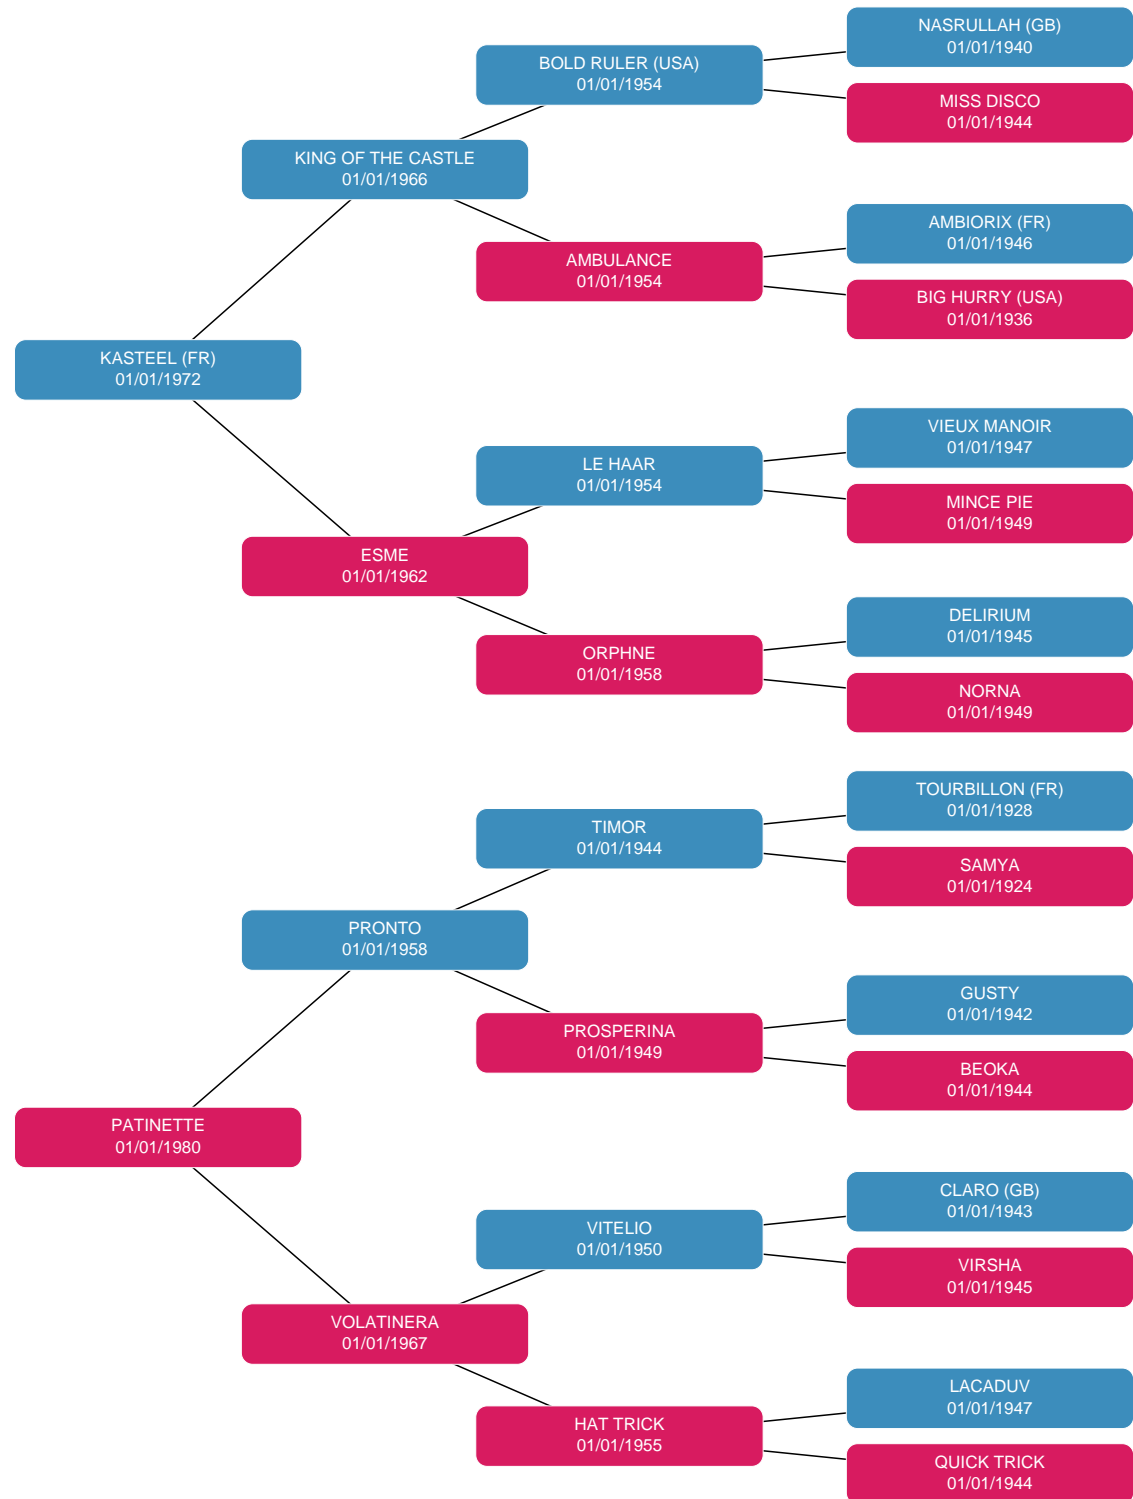 NASRULLAH (GB)
01/01/1940
BOLD RULER (USA)
01/01/1954
MISS DISCO
01/01/1944
KING OF THE CASTLE
01/01/1966
AMBIORIX (FR)
01/01/1946
AMBULANCE
01/01/1954
BIG HURRY (USA)
01/01/1936
KASTEEL (FR)
01/01/1972
VIEUX MANOIR
01/01/1947
LE HAAR
01/01/1954
MINCE PIE
01/01/1949
ESME
01/01/1962
DELIRIUM
01/01/1945
ORPHNE
01/01/1958
NORNA
01/01/1949
TOURBILLON (FR)
01/01/1928
TIMOR
01/01/1944
SAMYA
01/01/1924
PRONTO
01/01/1958
GUSTY
01/01/1942
PROSPERINA
01/01/1949
BEOKA
01/01/1944
PATINETTE
01/01/1980
CLARO (GB)
01/01/1943
VITELIO
01/01/1950
VIRSHA
01/01/1945
VOLATINERA
01/01/1967
LACADUV
01/01/1947
HAT TRICK
01/01/1955
QUICK TRICK
01/01/1944